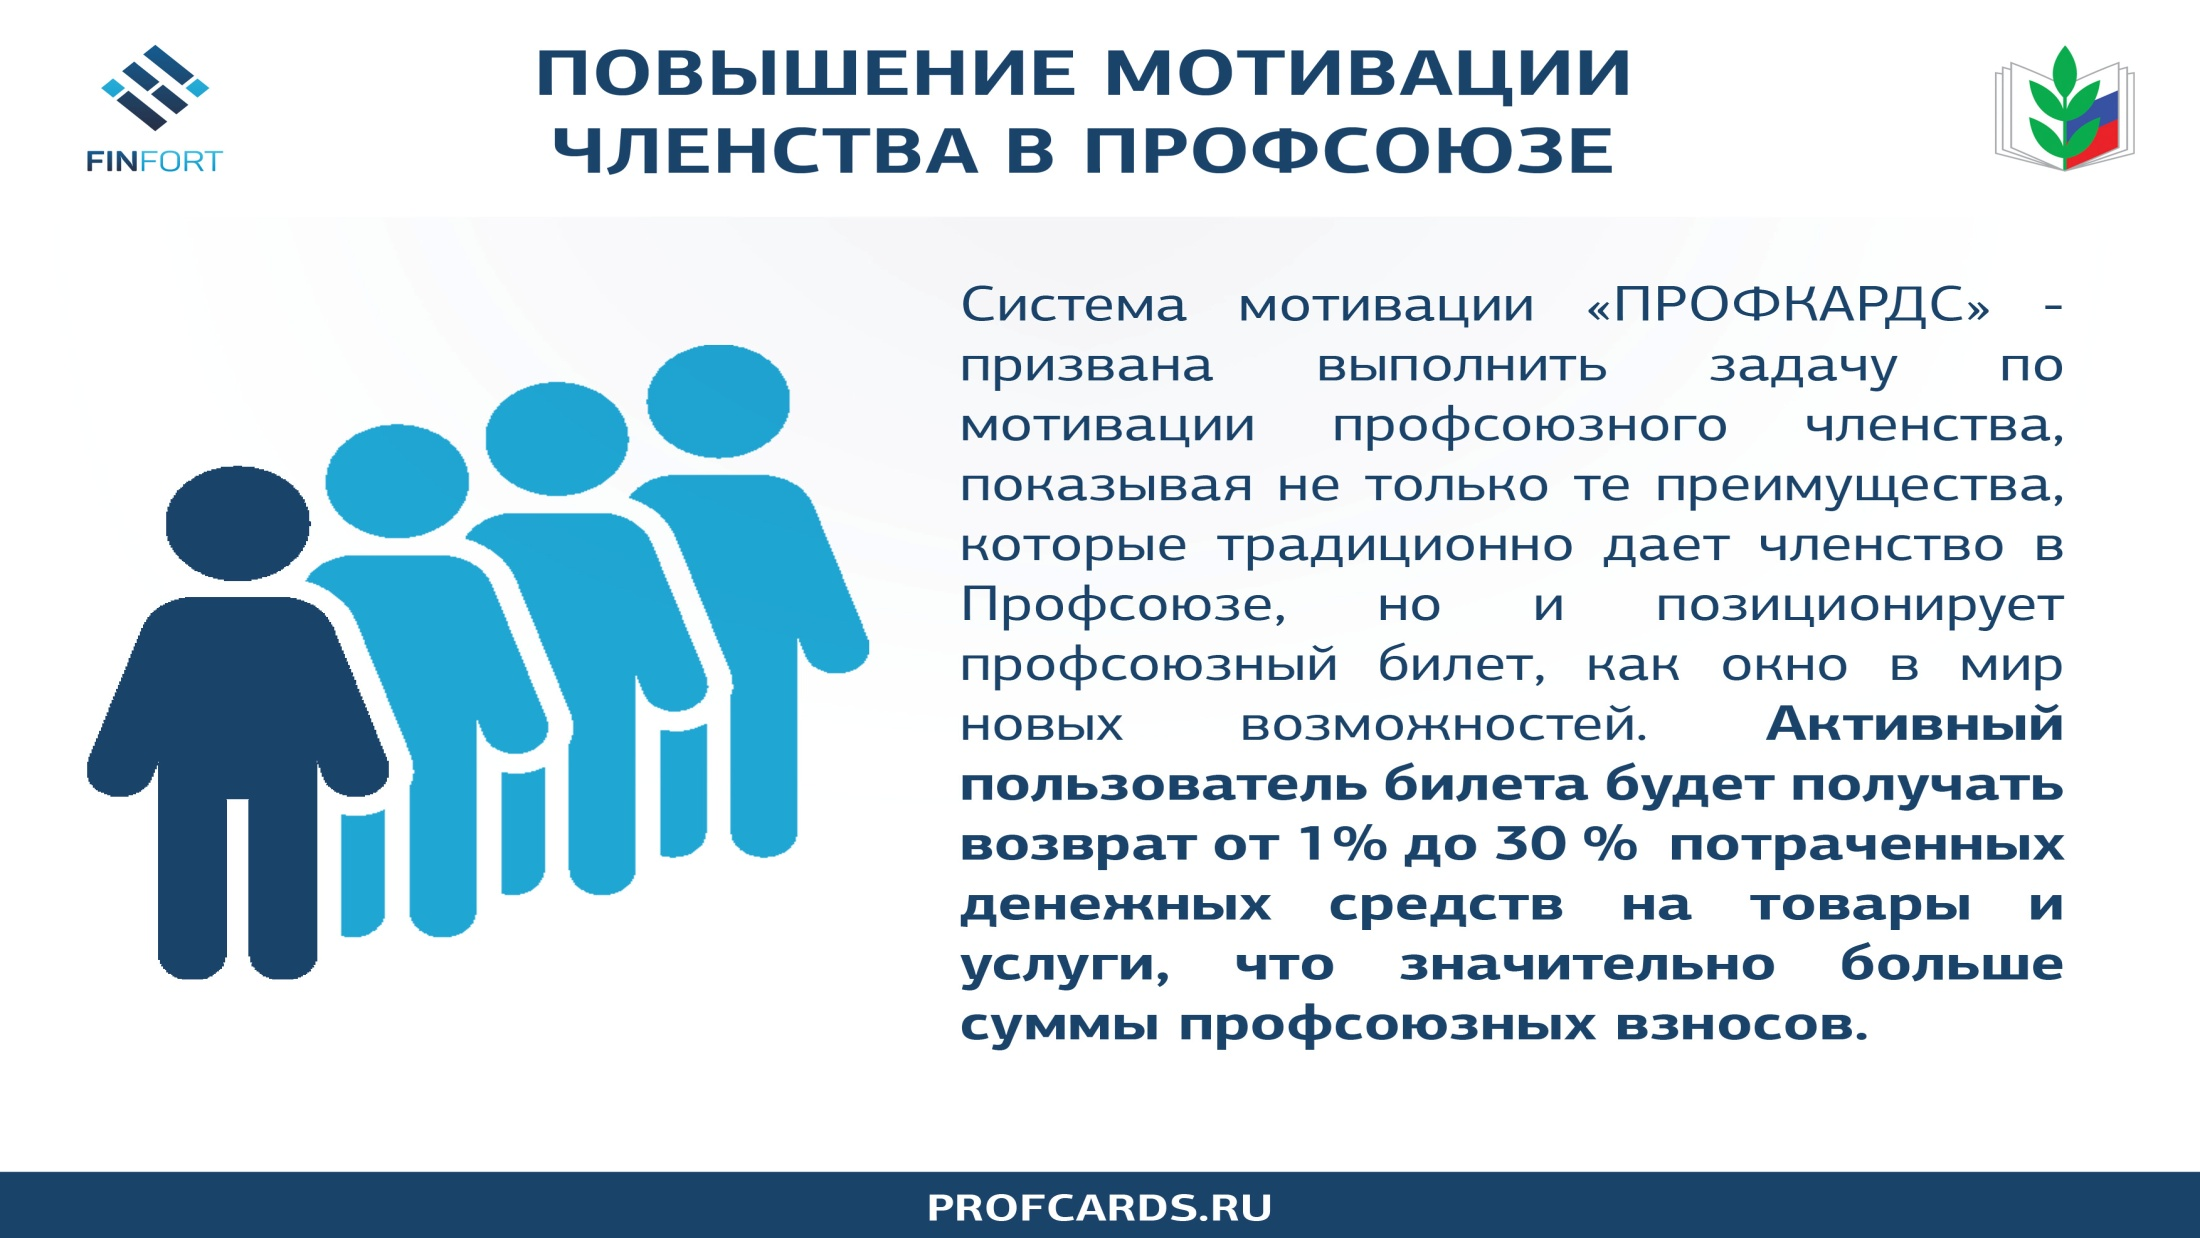 ПОВЫШЕНИЕ МОТИВАЦИИ
ЧЛЕНСТВА В ПРОФСОЮЗЕ
FINFORT
Система мотивации «ПРОФКАРДС» -
призвана выполнить задачу по
мотивации профсоюзного членства,
показывая не только те преимущества,
которые традиционно дает членство в
Профсоюзе, но и позиционирует
профсоюзный билет, как окно в мир
новых возможностей. Активный
пользователь билета будет получать
возврат от 1% до 30 % потраченных
денежных средств на товары и
услуги, что значительно больше
суммы профсоюзных взносов.
PROFCARDS.RU